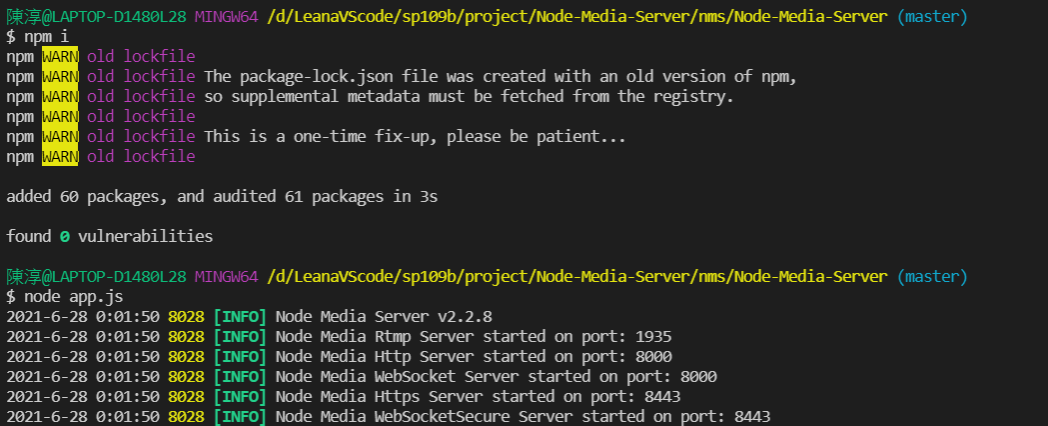 陳淳@LAPTOP-D1480L28 MINGW64 /d/LeanaVScode/sp109b/project/Node-Media-Server/nms/Node-Media-Server (master)
$ npm i
npm WARN old lockfile
npm WARN old lockfile The package-lock.json file was created with an old version of npm,
npm WARN old lockfile so supplemental metadata must be fetched from the registry.
npm WARN old lockfile
npm WARN old lockfile This is a one-time fix-up, please be patient...
npm WARN old lockfile
added 60 packages, and audited 61 packages in 3s
found 0 vulnerabilities
陳淳@LAPTOP-D1480L28 MINGW64 /d/LeanaVScode/sp109b/project/Node-Media-Server/nms/Node-Media-Server (master)
$ node app.js
2021-6-28 0:01:50 8028 [INFO] Node Media Server v2.2.8
2021-6-28 0:01:50 8028 [INFO] Node Media Rtmp Server started on port: 1935
2021-6-28 0:01:50 8028 [INFO] Node Media Http Server started on port: 8000
2021-6-28 0:01:50 8028 [INFO] Node Media WebSocket Server started on port: 8000
2021-6-28 0:01:50 8028 [INFO] Node Media Https Server started on port: 8443
2021-6-28 0:01:50 8028 [INFO] Node Media WebSocketSecure Server started on port: 8443